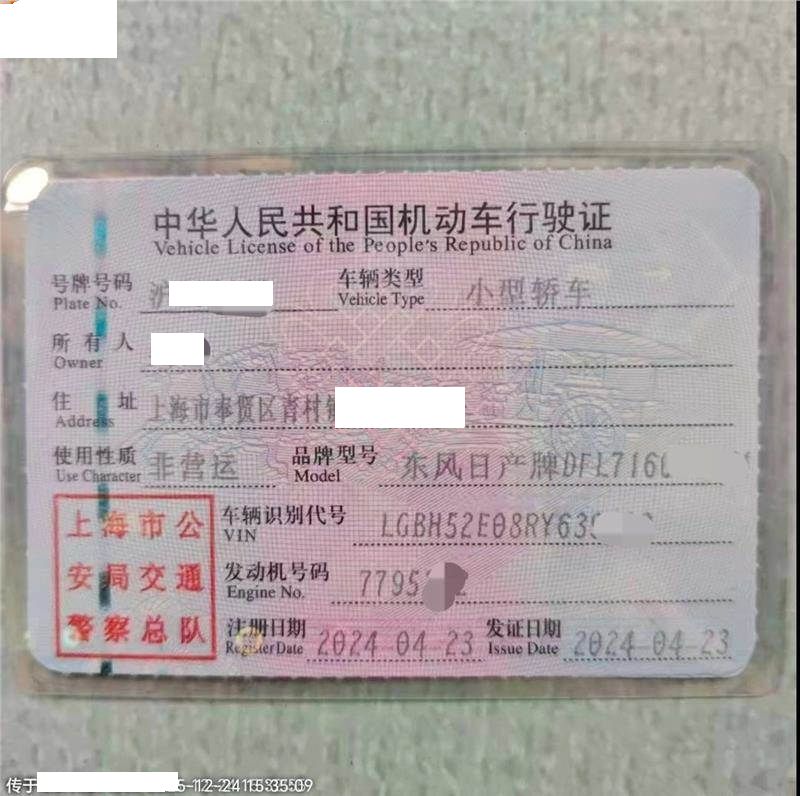 中华人民共和国机动车行驶证
Vehicle License of the People's Republic of China
号牌号码 沪 车辆类型 小型轿车
Plate No. Vehicle Type
所有人
Owner
住址 上海市奉贤区青村镇
Address
使用性质 非营运 品牌型号 东风日产牌DFL716
Use Character Model
上海市公 车辆识别代号 LGBH52E08RY63
VIN
安局交通 发动机号码 7795
Engine No.
警察总队 注册日期 2024-04-23 发证日期 2024-04-23
Register Date Issue Date
传于 15:35:09